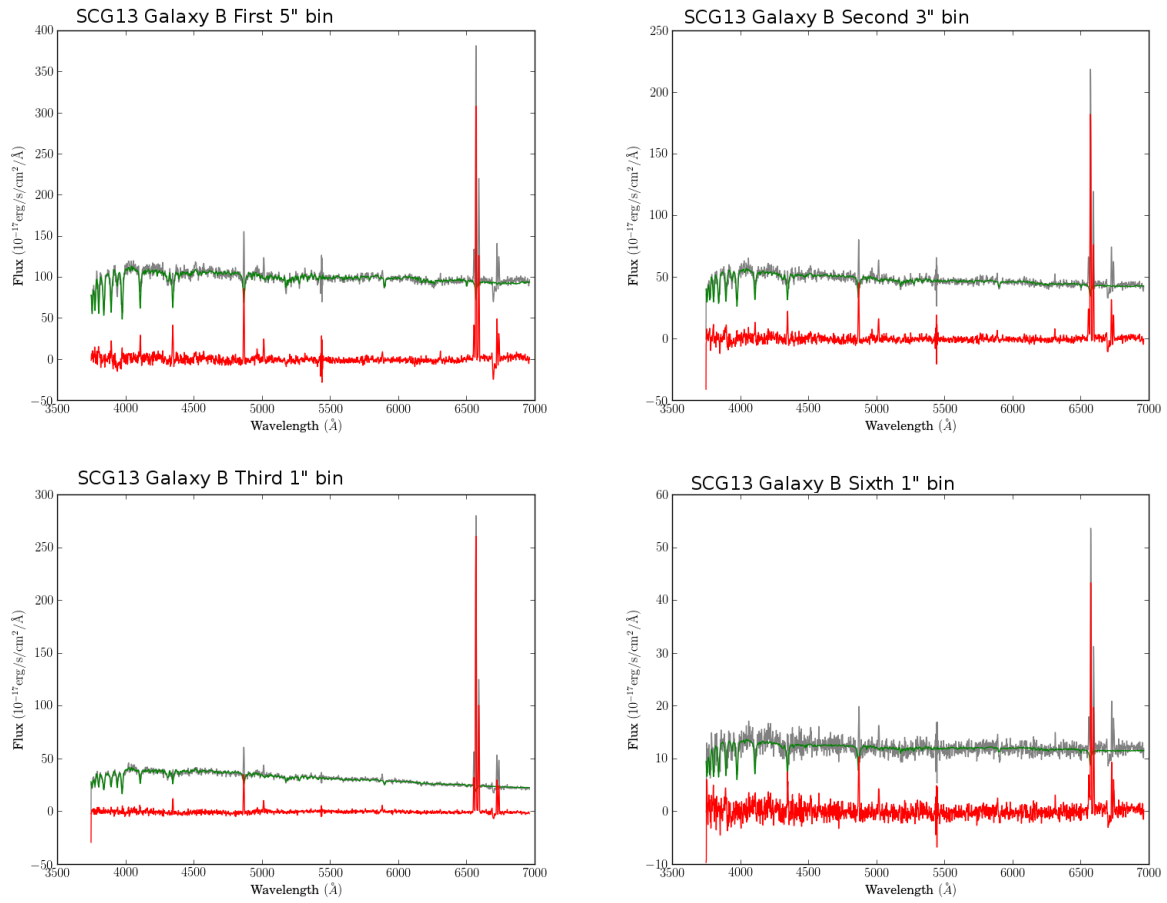 SCG13 Galaxy B First 5" bin
400
350
300
250
200
150
100
50
0
−50
3500 4000 4500 5000 5500 6000 6500 7000
Flux (10⁻¹⁷erg/s/cm²/Å)
Wavelength (Å)
SCG13 Galaxy B Second 3" bin
250
200
150
100
50
0
−50
3500 4000 4500 5000 5500 6000 6500 7000
Flux (10⁻¹⁷erg/s/cm²/Å)
Wavelength (Å)
SCG13 Galaxy B Third 1" bin
300
250
200
150
100
50
0
−50
3500 4000 4500 5000 5500 6000 6500 7000
Flux (10⁻¹⁷erg/s/cm²/Å)
Wavelength (Å)
SCG13 Galaxy B Sixth 1" bin
60
50
40
30
20
10
0
−10
3500 4000 4500 5000 5500 6000 6500 7000
Flux (10⁻¹⁷erg/s/cm²/Å)
Wavelength (Å)